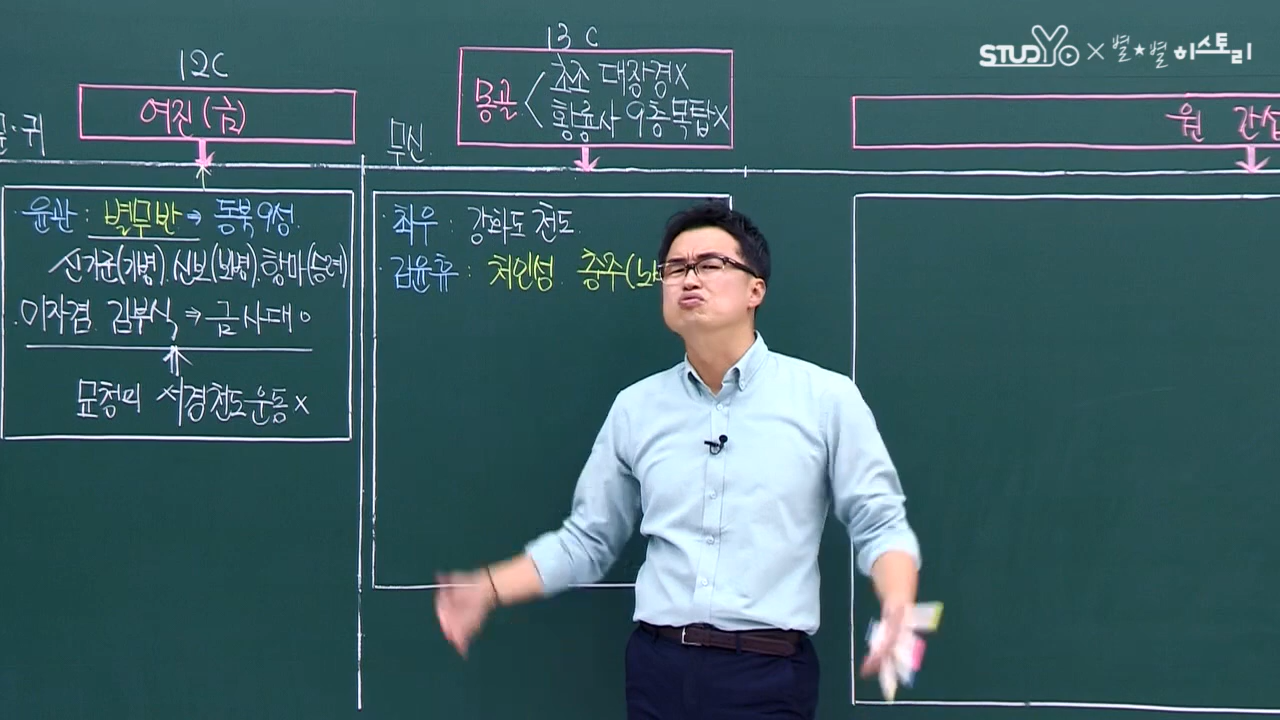 STUDYo × 별★별 히스토리
12C
여진(금)
문·귀
·윤관 : 별무반 → 동북 9성
신기군(기병).신보(보병).항마(승려)
·이자겸. 김부식 → 금 사대 o
묘청의 서경천도운동 x
13 C
몽골 < 초조 대장경 X
황룡사 9층목탑 X
무신
·최우 : 강화도 천도
·김윤후 : 처인성. 충주(
원 간섭